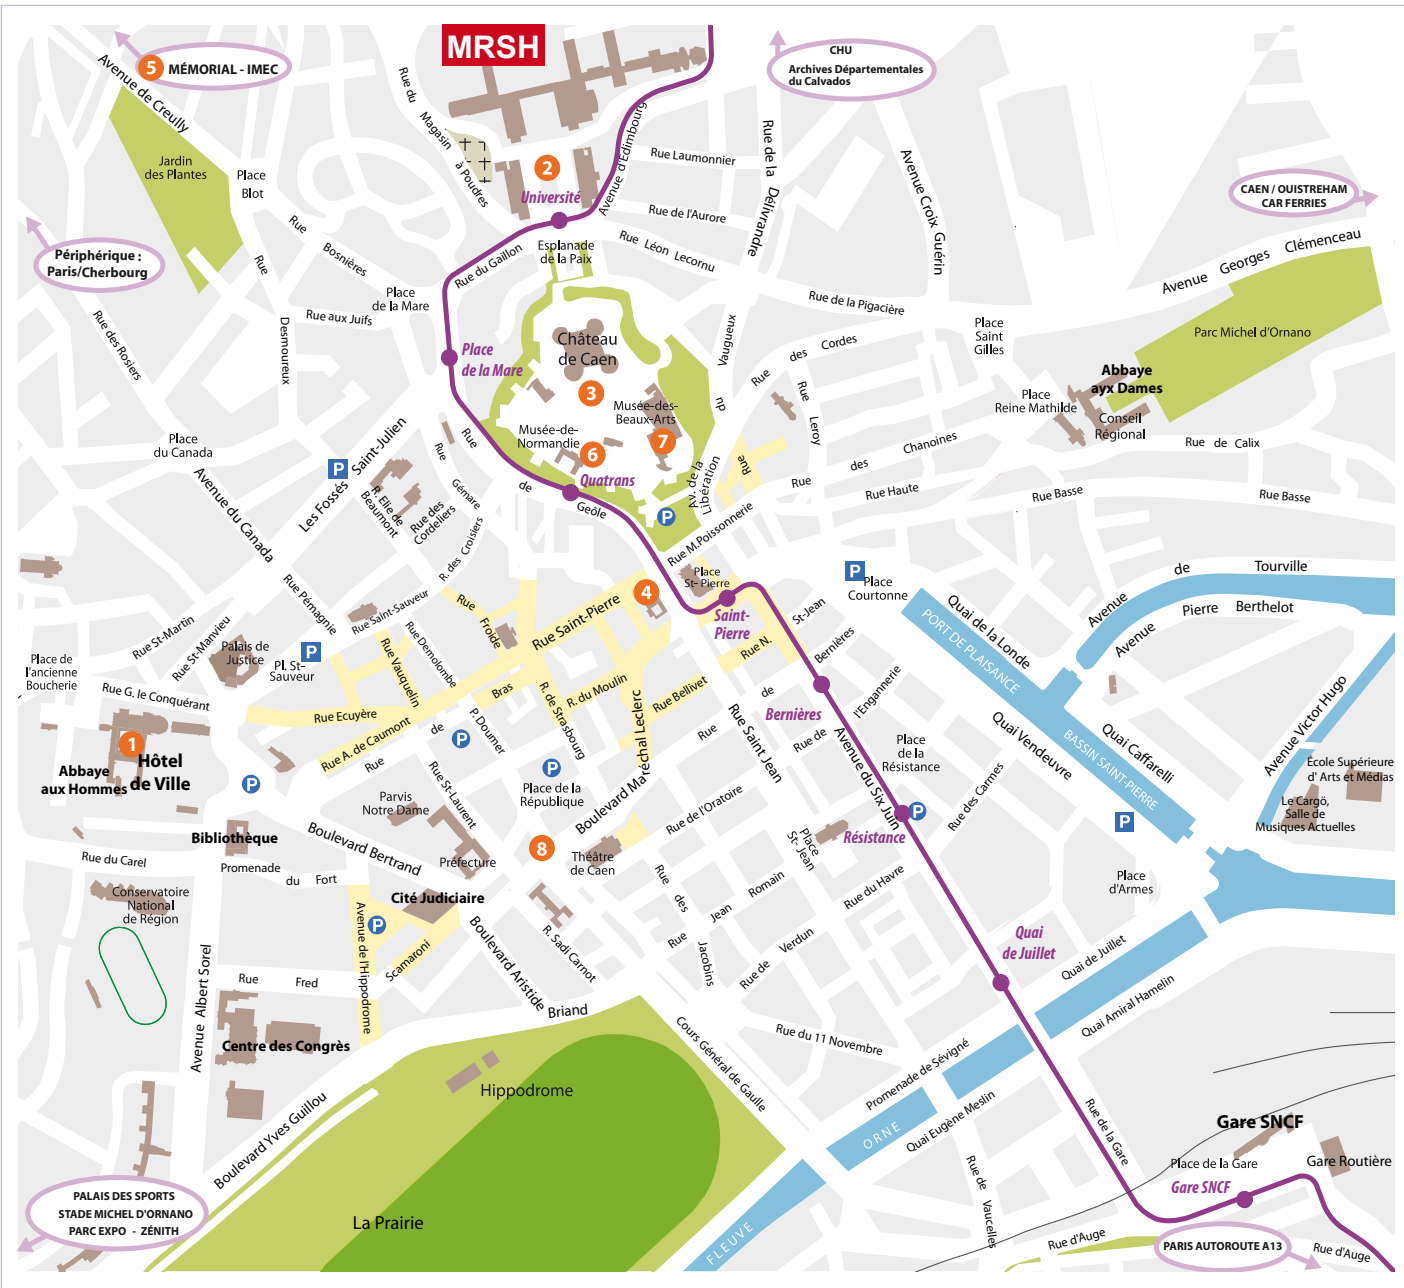 MRSH
5 MÉMORIAL - IMEC
CHU
Archives Départementales
du Calvados
Avenue de Creully
Rue du Magasin à Poudres
Avenue d'Edimbourg
Rue Laumonnier
Rue de la Délivrande
Avenue Croix Guérin
Jardin
des Plantes
Place
Blot
2
Université
CAEN / OUISTREHAM
CAR FERRIES
Rue de l'Aurore
Rue Léon Lecornu
Esplanade
de la Paix
Rue du Gaillon
Rue Bosnières
Périphérique :
Paris/Cherbourg
Avenue Georges Clémenceau
Place
de la Mare
Rue de la Pigacière
Rue aux Juifs
Rue Desmoureux
Rue des Rosiers
Place
Saint
Gilles
Parc Michel d'Ornano
Château
de Caen
Place
de la Mare
Rue du Vaugueux
Rue des Cordes
Abbaye
ayx Dames
3
Place
Reine Mathilde
Conseil
Régional
Musée-des-
Beaux-Arts
7
Musée-de-
Normandie
6
Rue Leroy
Rue des Chanoines
Rue de Calix
Place
du Canada
Les Fossés Saint-Julien
P
Quatrans
Rue de Geôle
Rue Gémare
R. Elie de
Beaumont
Rue des
Cordeliers
Av. de la
Libération
Rue
Rue Haute
Rue Basse
Rue Basse
P
Rue M.Poissonnerie
Avenue du Canada
R. des Croisiers
Place
St- Pierre
P
Place
Courtonne
Avenue de Tourville
Avenue Pierre Berthelot
Quai de la Londe
PORT DE PLAISANCE
4
Rue Pémagnie
Rue Saint-Sauveur
Rue Froide
Rue Saint-Pierre
Saint-
Pierre
Rue N.
St-Jean
Bernières
Rue St-Martin
Rue St-Manvieu
Palais de
Justice
P
Pl. St-
Sauveur
Rue Vauquelin
Rue Demolombe
Place de
l'ancienne
Boucherie
Rue G. le Conquérant
Rue Ecuyère
Bras
R. de Strasbourg
R. du Moulin
Rue Bellivet
Rue de Bernières
Rue de l'Engannerie
Rue A. de Caumont
Rue de
P. Doumer
P
Rue Saint Jean
Avenue du Six Juin
Place
de la
Résistance
Quai Vendeuvre
BASSIN SAINT-PIERRE
Quai Caffarelli
Avenue Victor Hugo
1
Hôtel
de Ville
Abbaye
aux Hommes
P
Rue St-Laurent
P
Place de la
République
Boulevard Maréchal Leclerc
École Supérieure
d' Arts et Médias
Le Cargö,
Salle de
Musiques Actuelles
Parvis
Notre Dame
Rue de l'Oratoire
Rue des Carmes
P
P
Bibliothèque
Boulevard Bertrand
Préfecture
8
Théâtre
de Caen
Place
St- Jean
Résistance
Rue du Carel
Promenade
du Fort
Conservatoire
National
de Région
Cité Judiciaire
P
Avenue de l'Hippodrome
Scamaroni
R. Sadi Carnot
Rue des Jacobins
Rue Jean Romain
Rue du Havre
Rue de Verdun
Place
d'Armes
Quai
de Juillet
Quai de Juillet
Quai Amiral Hamelin
Avenue Albert Sorel
Rue Fred
Boulevard Aristide Briand
Centre des Congrès
Cours Général de Gaulle
Rue du 11 Novembre
Promenade de Sévigné
Hippodrome
Boulevard Yves Guillou
ORNE
Quai Eugène Meslin
Rue de la Gare
Gare SNCF
Place de la Gare
Gare Routière
Gare SNCF
Rue de Vaucelles
PALAIS DES SPORTS
STADE MICHEL D'ORNANO
PARC EXPO - ZÉNITH
La Prairie
FLEUVE
Rue d'Auge
PARIS AUTOROUTE A13
Rue d'Auge